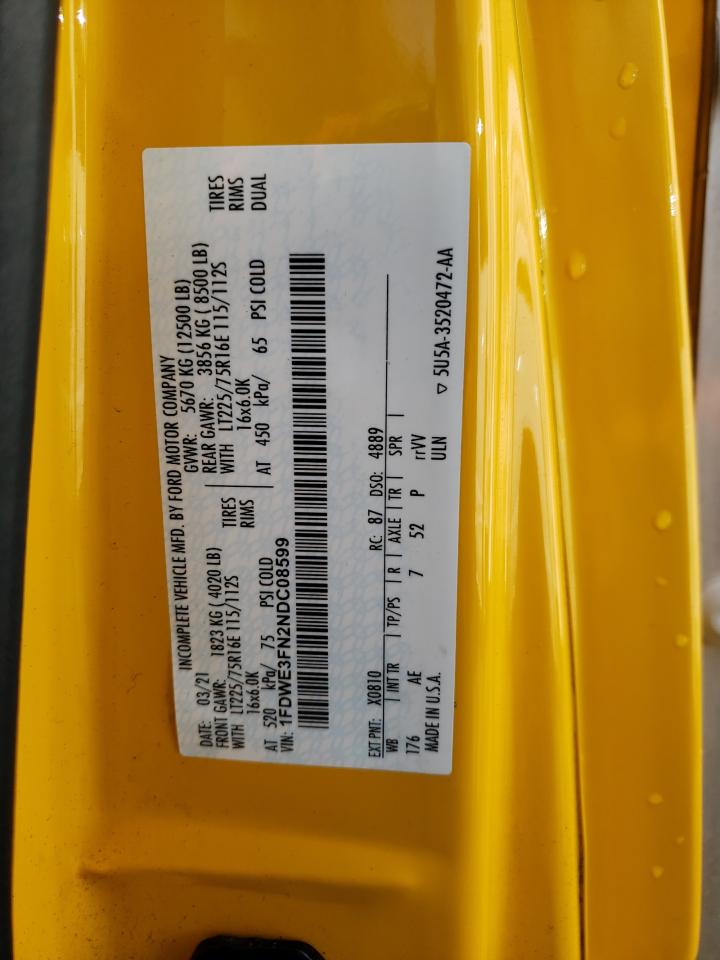 INCOMPLETE VEHICLE MFD. BY FORD MOTOR COMPANY
DATE: 03/21 GVWR: 5670 KG (12500 LB)
FRONT GAWR: 1823 KG ( 4020 LB) REAR GAWR: 3856 KG ( 8500 LB)
WITH LT225/75R16E 115/112S TIRES WITH LT225/75R16E 115/112S TIRES
16x6.0K RIMS 16x6.0K RIMS
AT 520 kPa/ 75 PSI COLD AT 450 kPa/ 65 PSI COLD DUAL
VIN: 1FDWE3FN2NDC08599
EXT PNT: X0810 RC: 87 DSO: 4889
WB | INT TR | TP/PS | R | AXLE | TR | SPR |
176 AE 7 52 P rrVV
MADE IN U.S.A. ULN
▽ 5U5A-3520472-AA